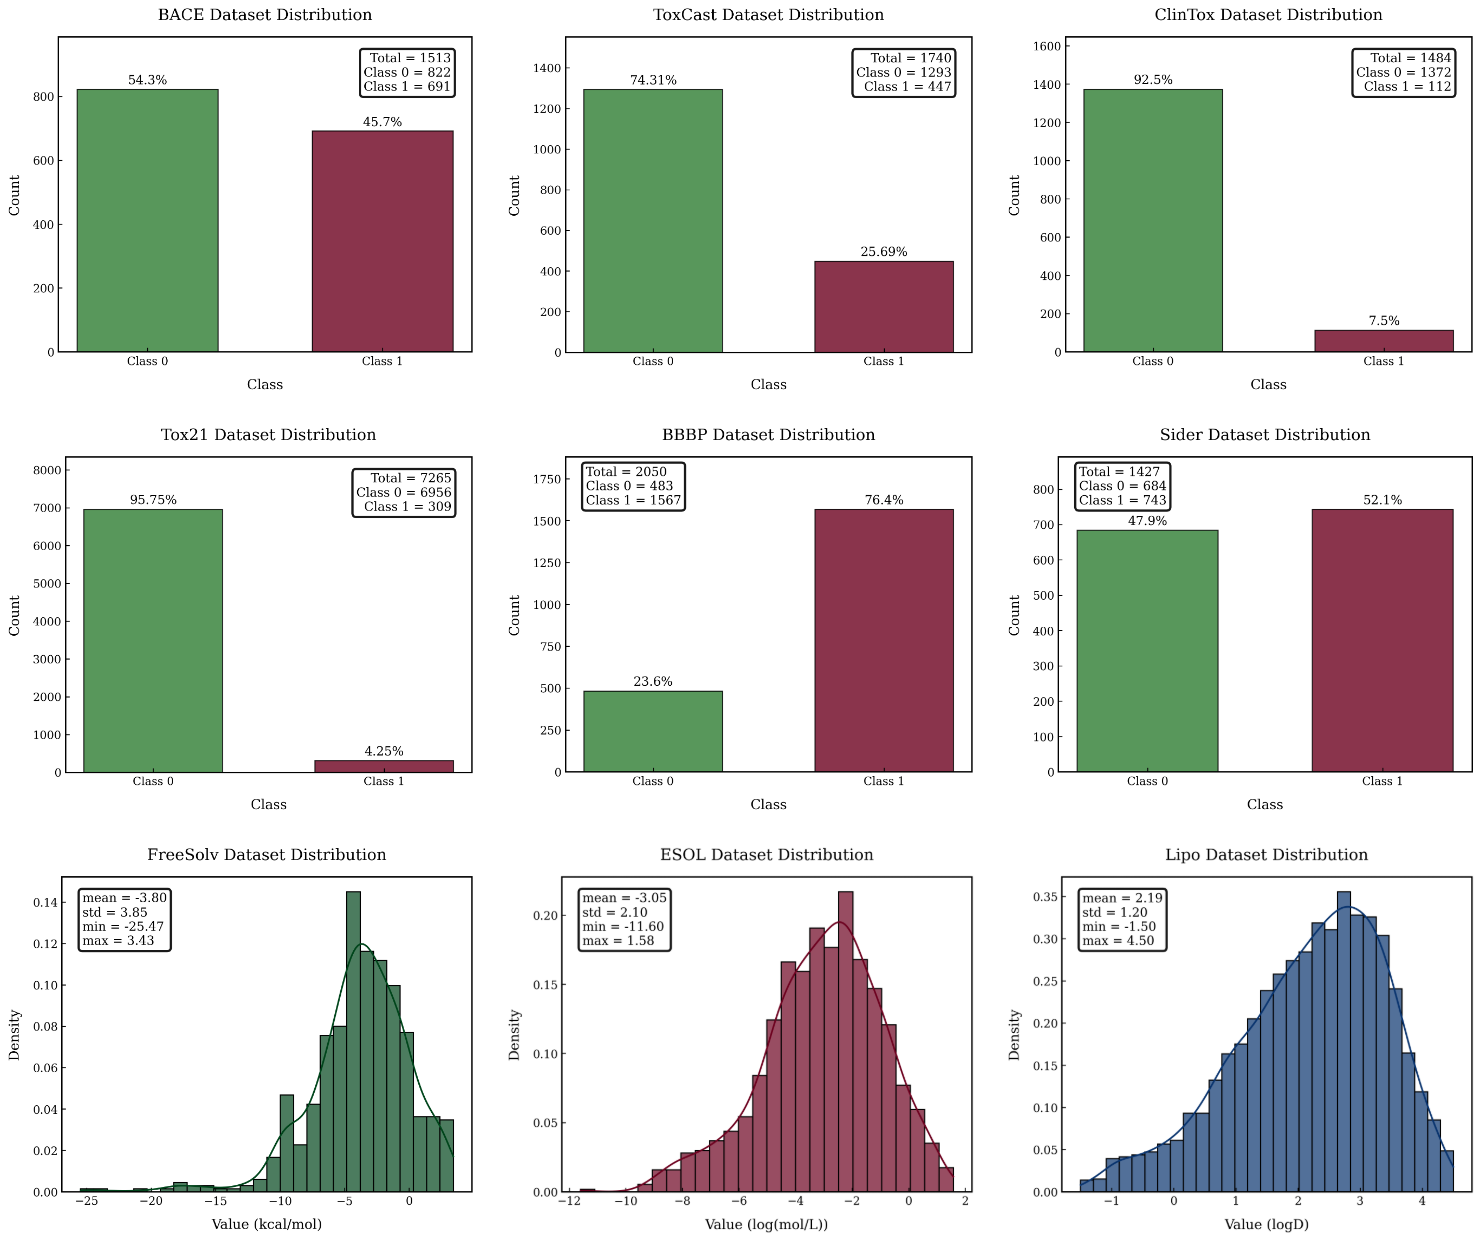 BACE Dataset Distribution
Total = 1513
Class 0 = 822
Class 1 = 691
54.3%
45.7%
Count
800
600
400
200
0
Class 0
Class 1
Class
ToxCast Dataset Distribution
Total = 1740
Class 0 = 1293
Class 1 = 447
74.31%
25.69%
Count
1400
1200
1000
800
600
400
200
0
Class 0
Class 1
Class
ClinTox Dataset Distribution
Total = 1484
Class 0 = 1372
Class 1 = 112
92.5%
7.5%
Count
1600
1400
1200
1000
800
600
400
200
0
Class 0
Class 1
Class
Tox21 Dataset Distribution
Total = 7265
Class 0 = 6956
Class 1 = 309
95.75%
4.25%
Count
8000
7000
6000
5000
4000
3000
2000
1000
0
Class 0
Class 1
Class
BBBP Dataset Distribution
Total = 2050
Class 0 = 483
Class 1 = 1567
23.6%
76.4%
Count
1750
1500
1250
1000
750
500
250
0
Class 0
Class 1
Class
Sider Dataset Distribution
Total = 1427
Class 0 = 684
Class 1 = 743
47.9%
52.1%
Count
800
700
600
500
400
300
200
100
0
Class 0
Class 1
Class
FreeSolv Dataset Distribution
mean = -3.80
std = 3.85
min = -25.47
max = 3.43
Density
0.14
0.12
0.10
0.08
0.06
0.04
0.02
0.00
−25
−20
−15
−10
−5
0
Value (kcal/mol)
ESOL Dataset Distribution
mean = -3.05
std = 2.10
min = -11.60
max = 1.58
Density
0.20
0.15
0.10
0.05
0.00
−12
−10
−8
−6
−4
−2
0
2
Value (log(mol/L))
Lipo Dataset Distribution
mean = 2.19
std = 1.20
min = -1.50
max = 4.50
Density
0.35
0.30
0.25
0.20
0.15
0.10
0.05
0.00
−1
0
1
2
3
4
Value (logD)